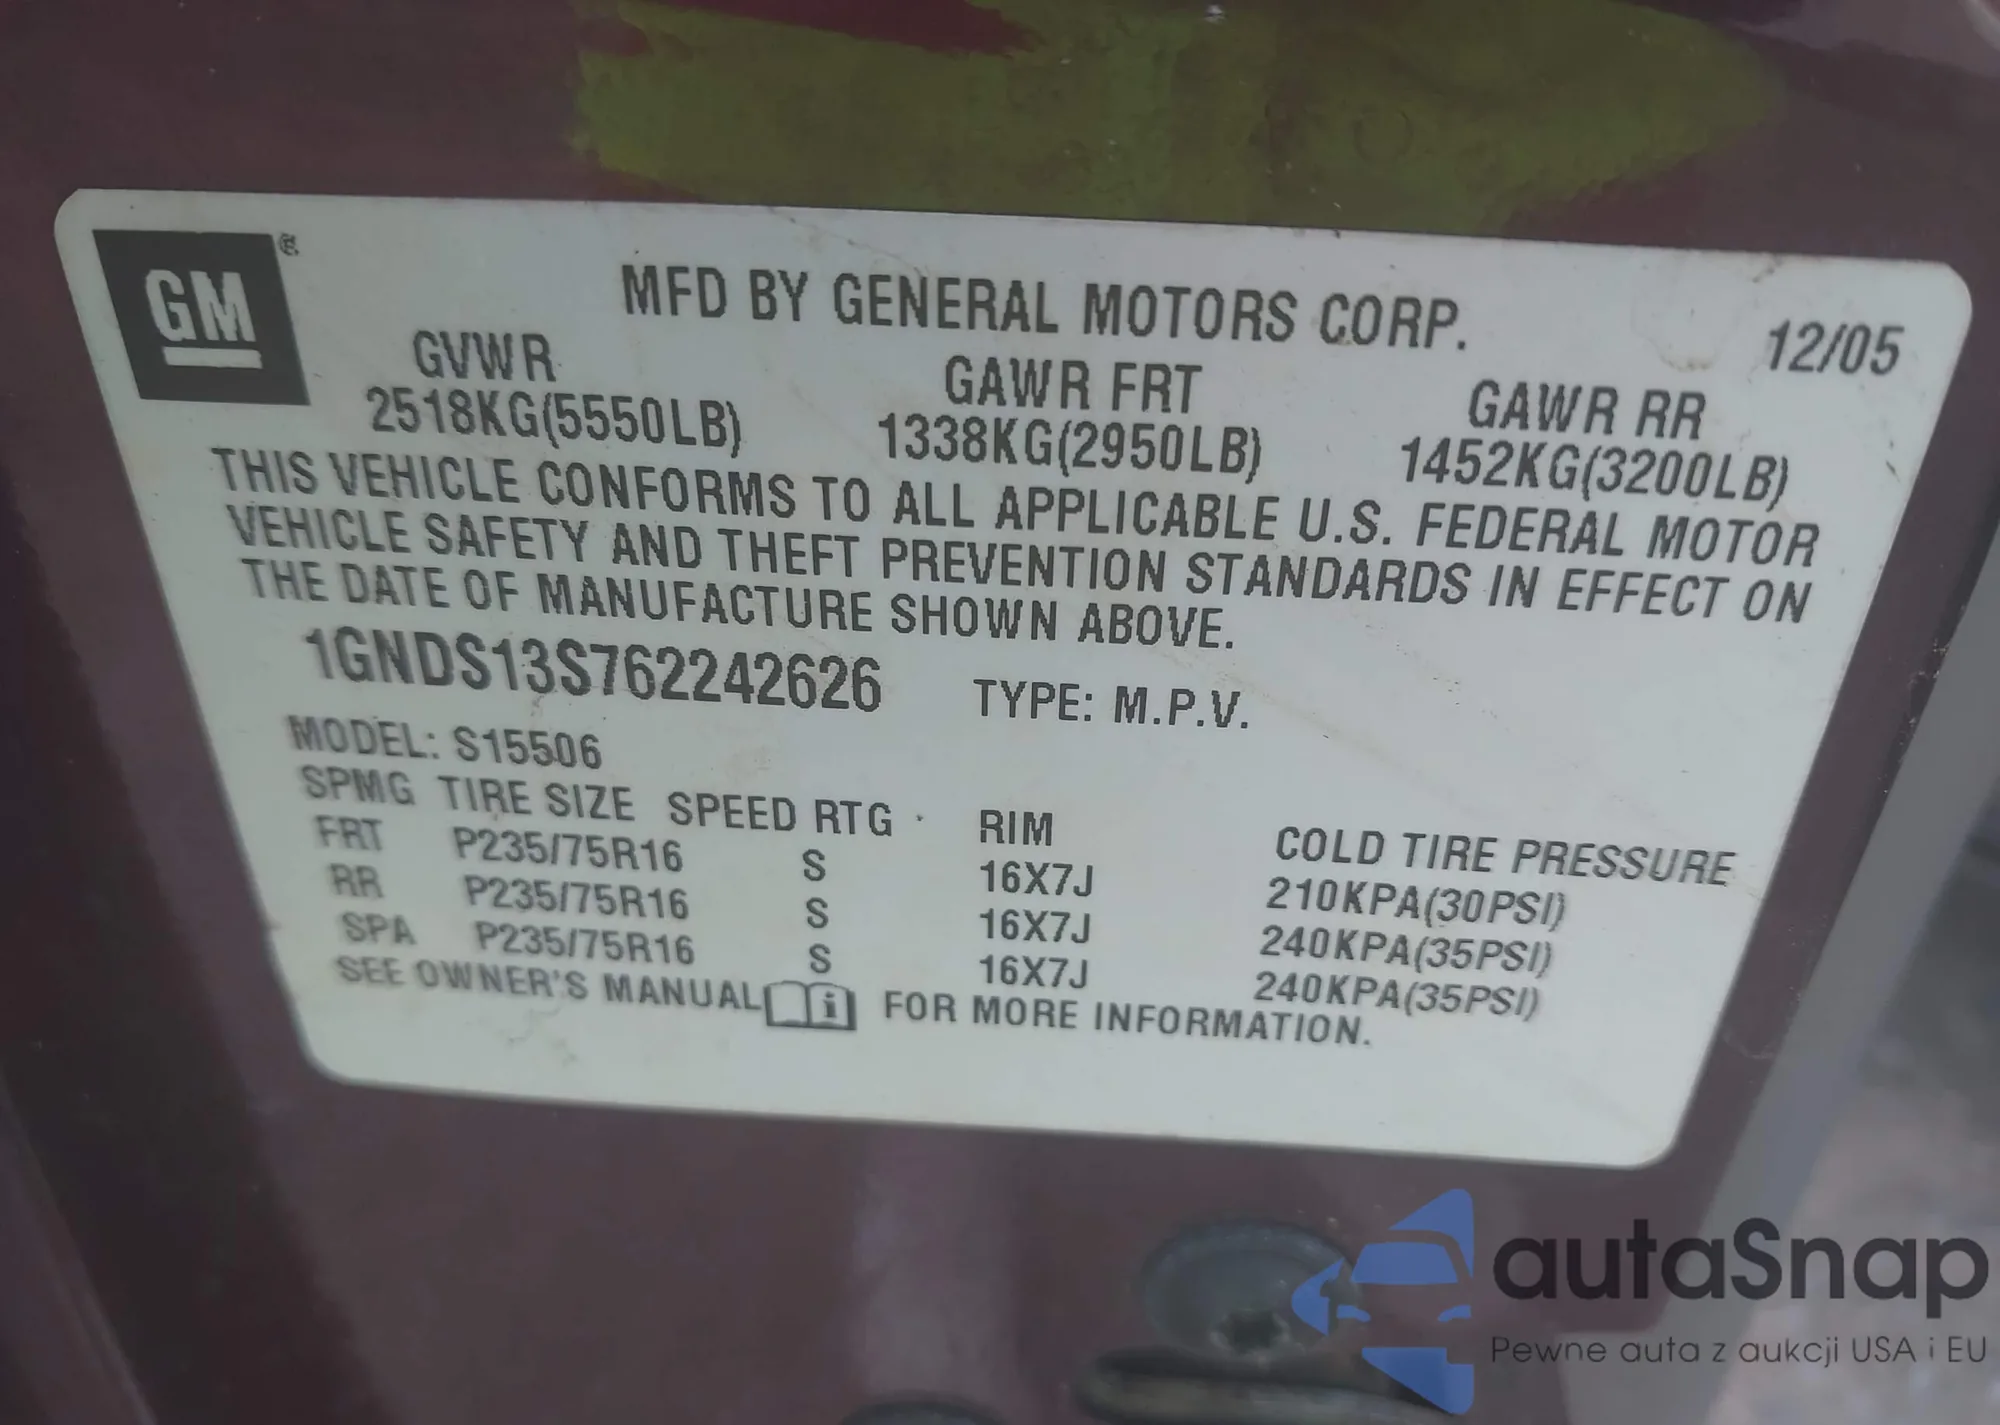 GM
MFD BY GENERAL MOTORS CORP. 12/05
GVWR GAWR FRT GAWR RR
2518KG(5550LB) 1338KG(2950LB) 1452KG(3200LB)
THIS VEHICLE CONFORMS TO ALL APPLICABLE U.S. FEDERAL MOTOR
VEHICLE SAFETY AND THEFT PREVENTION STANDARDS IN EFFECT ON
THE DATE OF MANUFACTURE SHOWN ABOVE.
1GNDS13S762242626 TYPE: M.P.V.
MODEL: S15506
SPMG TIRE SIZE SPEED RTG RIM COLD TIRE PRESSURE
FRT P235/75R16 S 16X7J 210KPA(30PSI)
RR P235/75R16 S 16X7J 240KPA(35PSI)
SPA P235/75R16 S 16X7J 240KPA(35PSI)
SEE OWNER'S MANUAL i FOR MORE INFORMATION.
autaSnap
Pewne auta z aukcji USA i EU